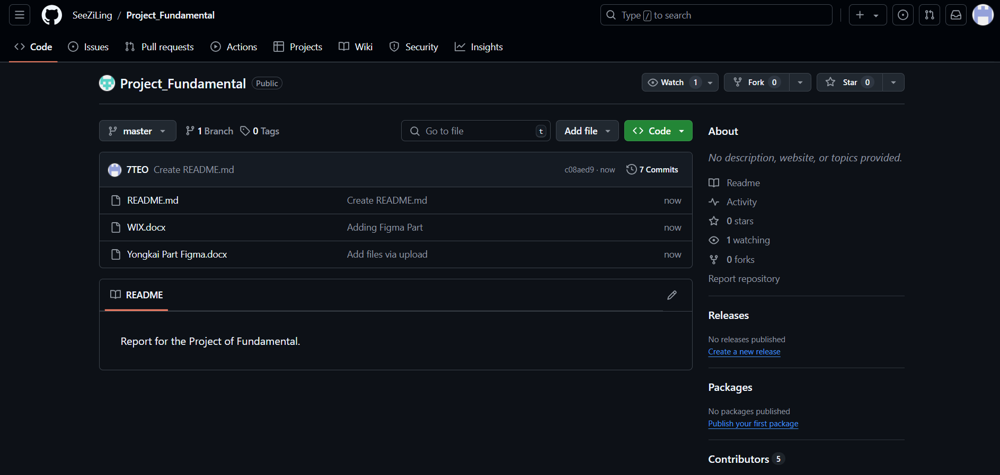 SeeZiLing / Project_Fundamental
Type / to search
Code Issues Pull requests Actions Projects Wiki Security Insights
Project_Fundamental Public
Watch 1 Fork 0 Star 0
master 1 Branch 0 Tags Go to file t Add file Code
7TEO Create README.md c08aed9 · now 7 Commits
README.md Create README.md now
WIX.docx Adding Figma Part now
Yongkai Part Figma.docx Add files via upload now
README
Report for the Project of Fundamental.
About
No description, website, or topics provided.
Readme
Activity
0 stars
1 watching
0 forks
Report repository
Releases
No releases published
Create a new release
Packages
No packages published
Publish your first package
Contributors 5